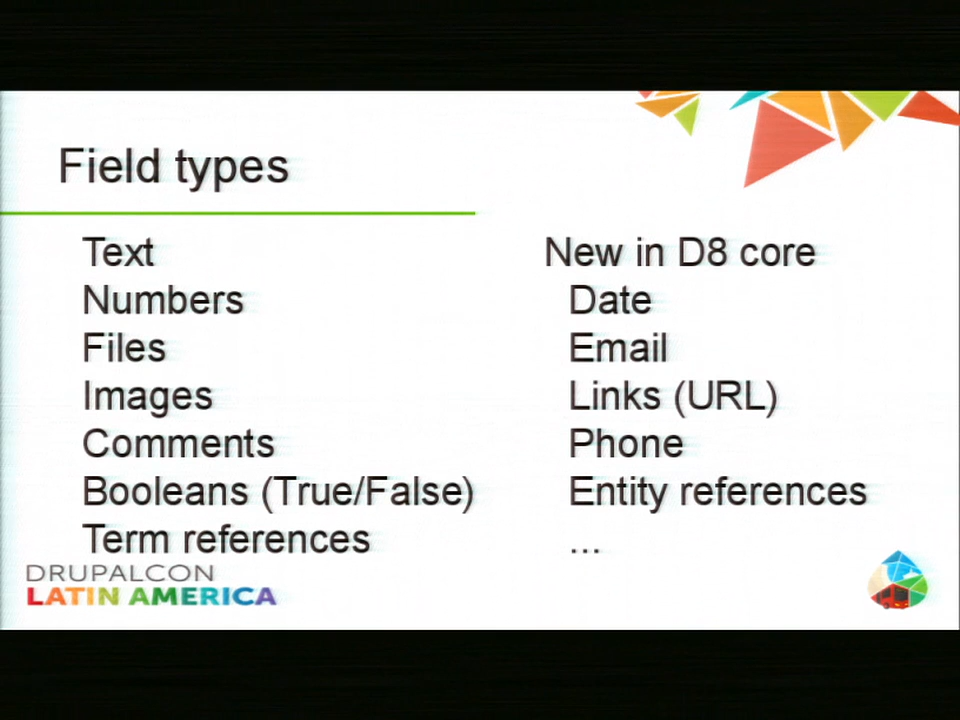 Field types
Text
Numbers
Files
Images
Comments
Booleans (True/False)
Term references
New in D8 core
Date
Email
Links (URL)
Phone
Entity references
...
DRUPALCON
LATIN AMERICA